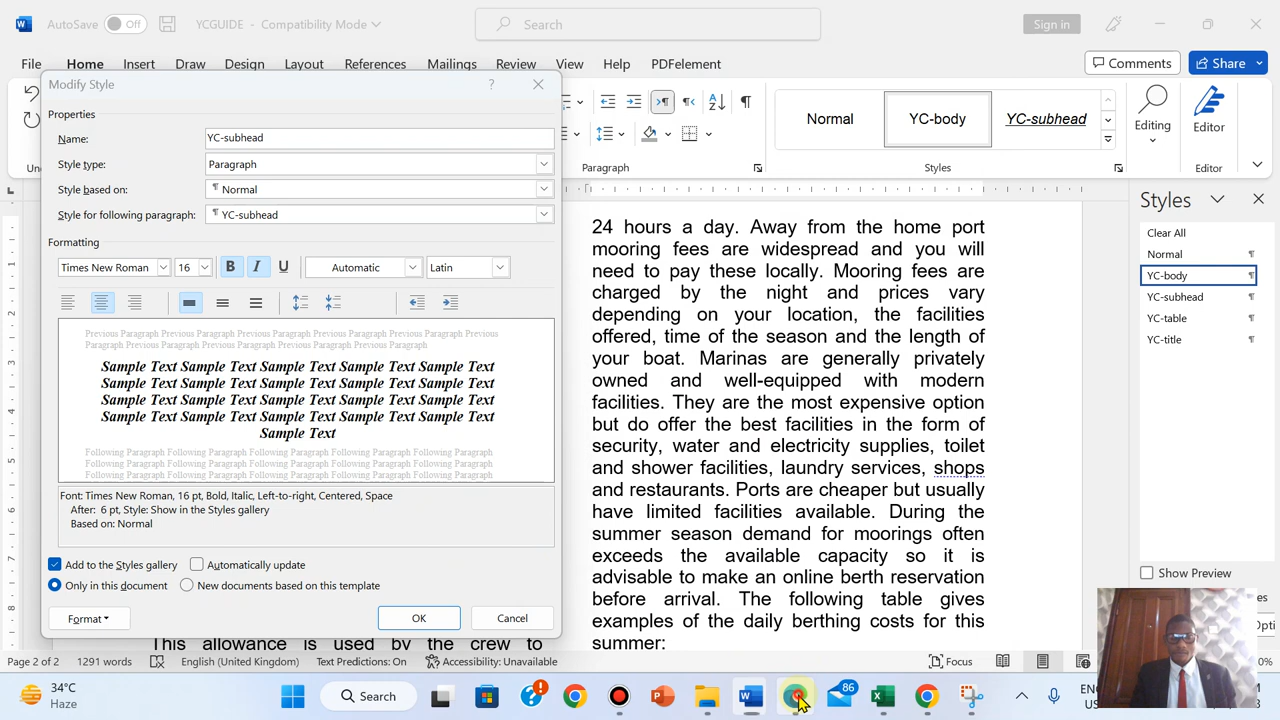 AutoSave Off YCGUIDE - Compatibility Mode Search Sign in
File Home Insert Draw Design Layout References Mailings Review View Help PDFelement Comments Share
Modify Style ?
Properties
Name: YC-subhead
Style type: Paragraph
Style based on: ¶ Normal
Style for following paragraph: ¶ YC-subhead
Formatting
Times New Roman 16 B I U Automatic Latin
Previous Paragraph Previous Paragraph Previous Paragraph Previous Paragraph Previous Paragraph
Paragraph Previous Paragraph Previous Paragraph Previous Paragraph Previous Paragraph
Sample Text Sample Text Sample Text Sample Text Sample Text
Sample Text Sample Text Sample Text Sample Text Sample Text
Sample Text Sample Text Sample Text Sample Text Sample Text
Sample Text Sample Text Sample Text Sample Text Sample Text
Sample Text
Following Paragraph Following Paragraph Following Paragraph Following Paragraph
Following Paragraph Following Paragraph Following Paragraph Following Paragraph
Following Paragraph Following Paragraph Following Paragraph Following Paragraph
Font: Times New Roman, 16 pt, Bold, Italic, Left-to-right, Centered, Space
After: 6 pt, Style: Show in the Styles gallery
Based on: Normal
Add to the Styles gallery Automatically update
Only in this document New documents based on this template
Format OK Cancel
Normal YC-body YC-subhead
Editing Editor
Un
Paragraph Styles Editor
24 hours a day. Away from the home port
mooring fees are widespread and you will
need to pay these locally. Mooring fees are
charged by the night and prices vary
depending on your location, the facilities
offered, time of the season and the length of
your boat. Marinas are generally privately
owned and well-equipped with modern
facilities. They are the most expensive option
but do offer the best facilities in the form of
security, water and electricity supplies, toilet
and shower facilities, laundry services, shops
and restaurants. Port are cheaper but usually
have limited facilities available. During the
summer season demand for moorings often
exceeds the available capacity so it is
advisable to make an online berth reservation
before arrival. The following table gives
examples of the daily berthing costs for this
summer:
This allowance is used by the crew to
Styles
Clear All
Normal ¶
YC-body ¶
YC-subhead ¶
YC-table ¶
YC-title ¶
Show Preview
es
Opti
Page 2 of 2 1291 words English (United Kingdom) Text Predictions: On Accessibility: Unavailable Focus 0%
34°C
Haze
Search
86
ENG
US
3